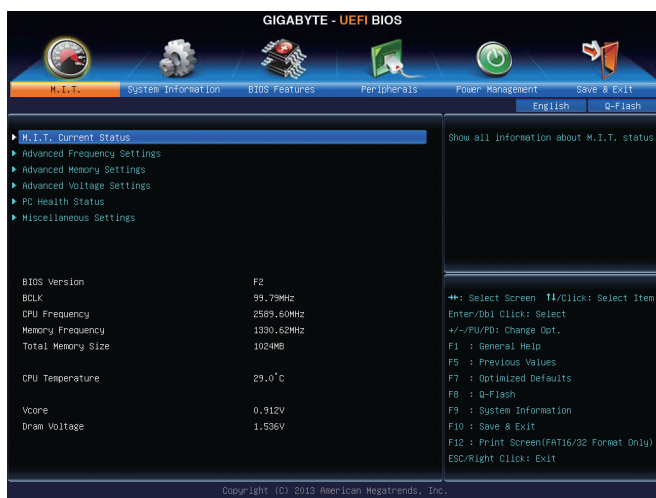 GIGABYTE - UEFI BIOS
M.I.T.
System Information
BIOS Features
Peripherals
Power Management
Save & Exit
English
Q-Flash
M.I.T. Current Status
Advanced Frequency Settings
Advanced Memory Settings
Advanced Voltage Settings
PC Health Status
Miscellaneous Settings
Show all information about M.I.T. status
BIOS Version F2
BCLK 99.79MHz
CPU Frequency 2589.60MHz
Memory Frequency 1330.62MHz
Total Memory Size 1024MB
CPU Temperature 29.0°C
Vcore 0.912V
Dram Voltage 1.536V
→←: Select Screen ↑↓/Click: Select Item
Enter/Dbl Click: Select
+/-/PU/PD: Change Opt.
F1 : General Help
F5 : Previous Values
F7 : Optimized Defaults
F8 : Q-Flash
F9 : System Information
F10 : Save & Exit
F12 : Print Screen(FAT16/32 Format Only)
ESC/Right Click: Exit
Copyright (C) 2013 American Megatrends, Inc.